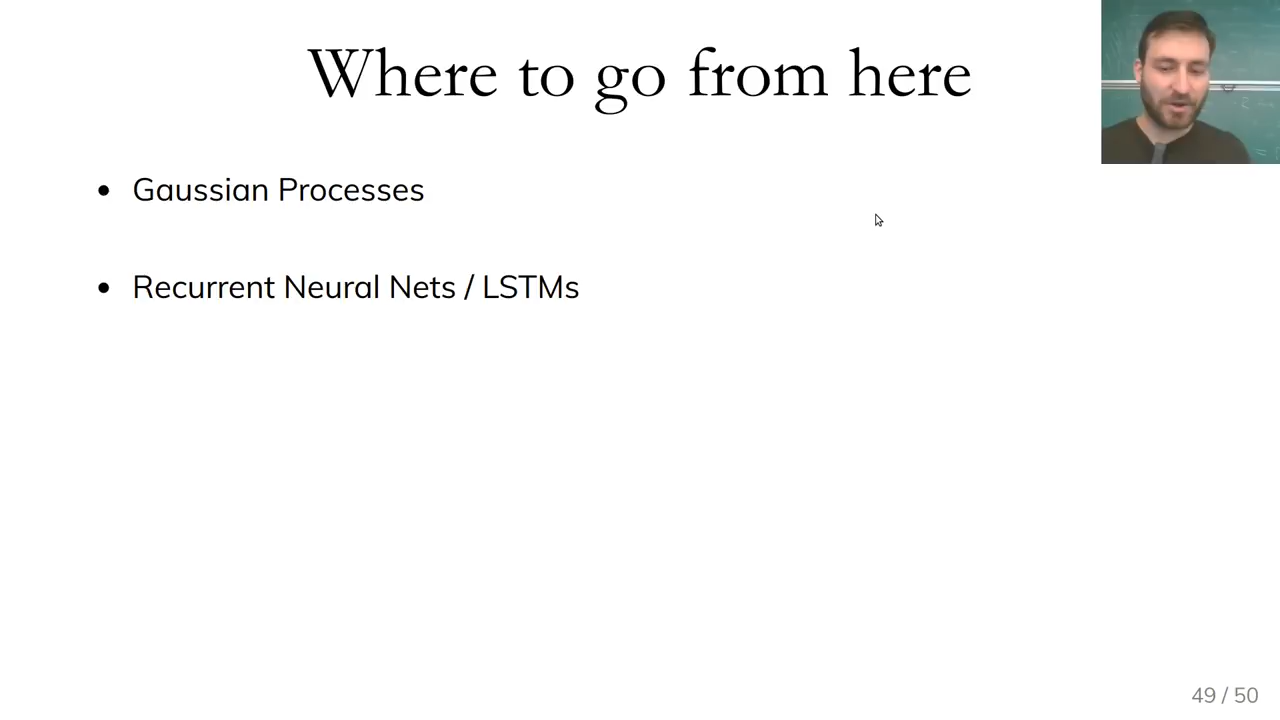 Where to go from here
Gaussian Processes
Recurrent Neural Nets / LSTMs
49 / 50